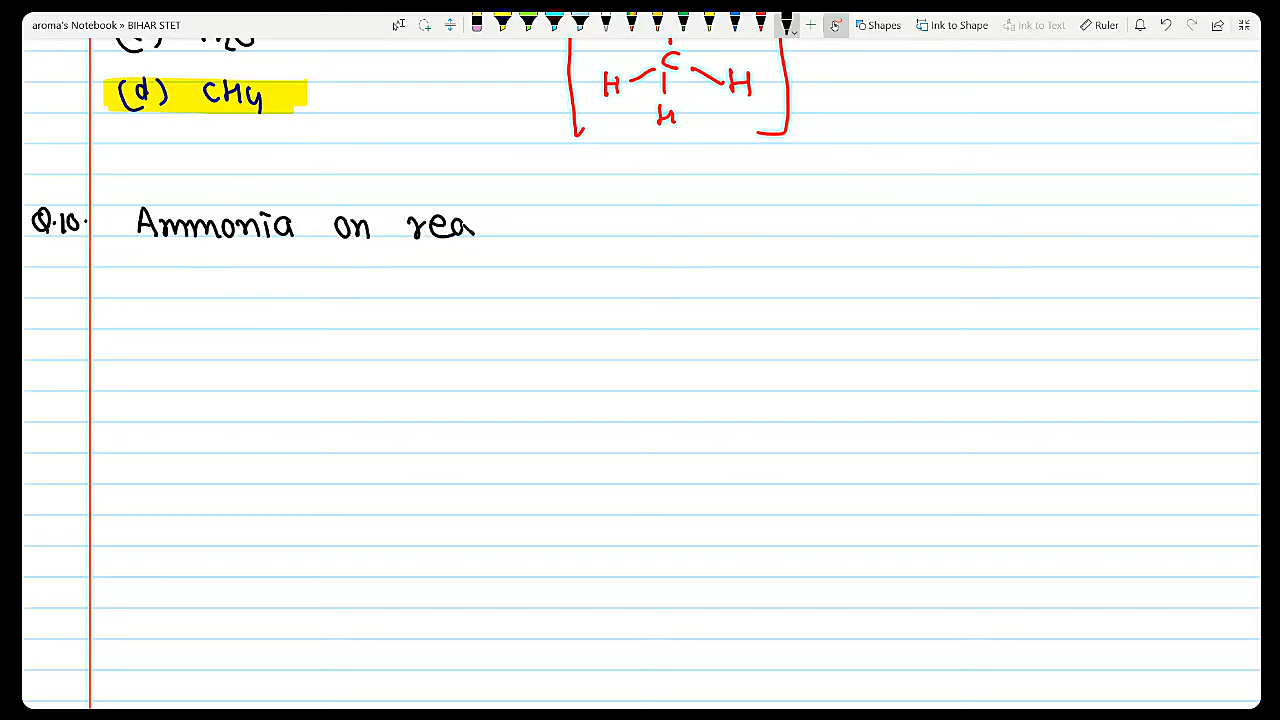 aroma's Notebook » BIHAR STET
Shapes Ink to Shape Ink to Text Ruler
C
H H
H
(d) CH4
Q.10. Ammonia on rea